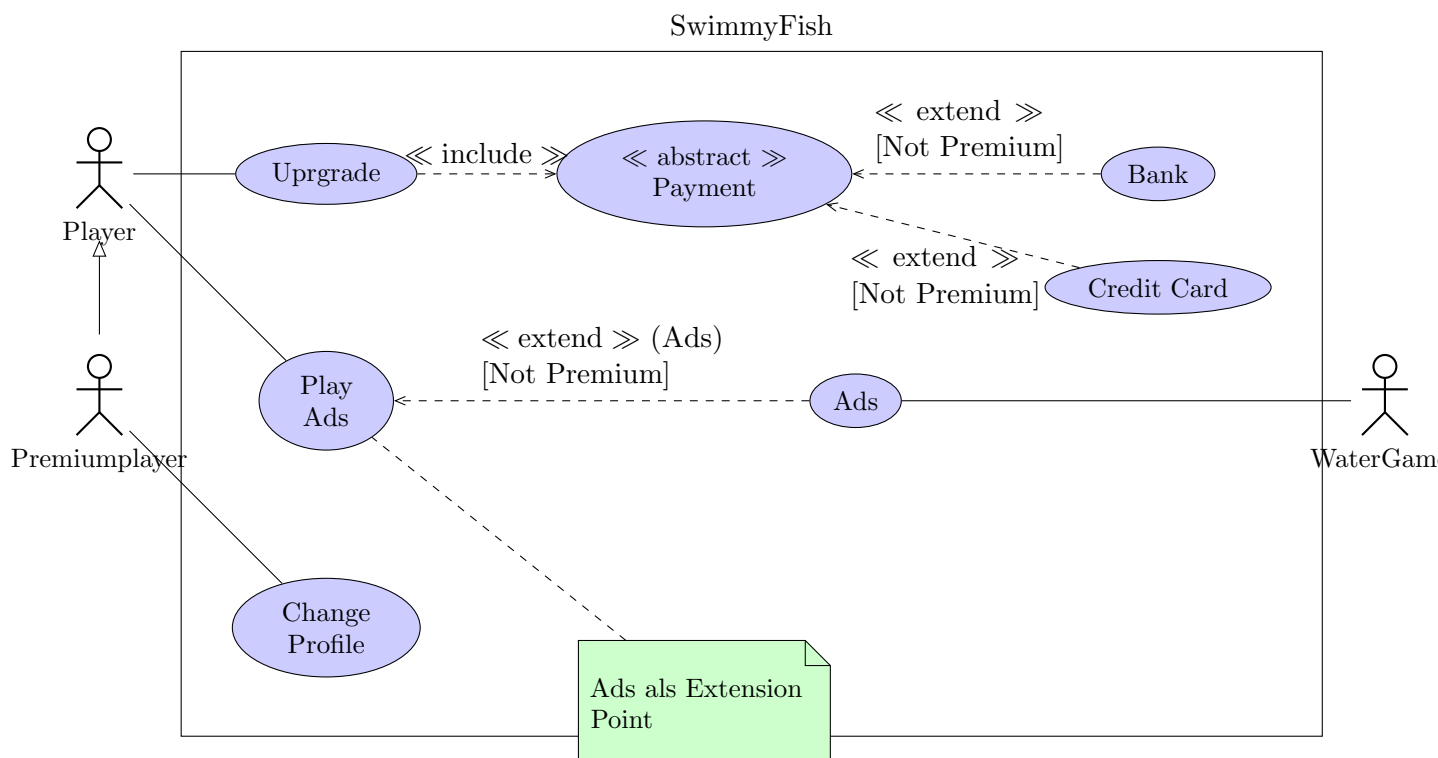 SwimmyFish
≪ extend ≫
[Not Premium]
Uprgrade
≪ include ≫
≪ abstract ≫
Payment
Bank
Player
≪ extend ≫
[Not Premium]
Credit Card
≪ extend ≫ (Ads)
[Not Premium]
Play
Ads
Ads
Premiumplayer
WaterGam
Change
Profile
Ads als Extension
Point